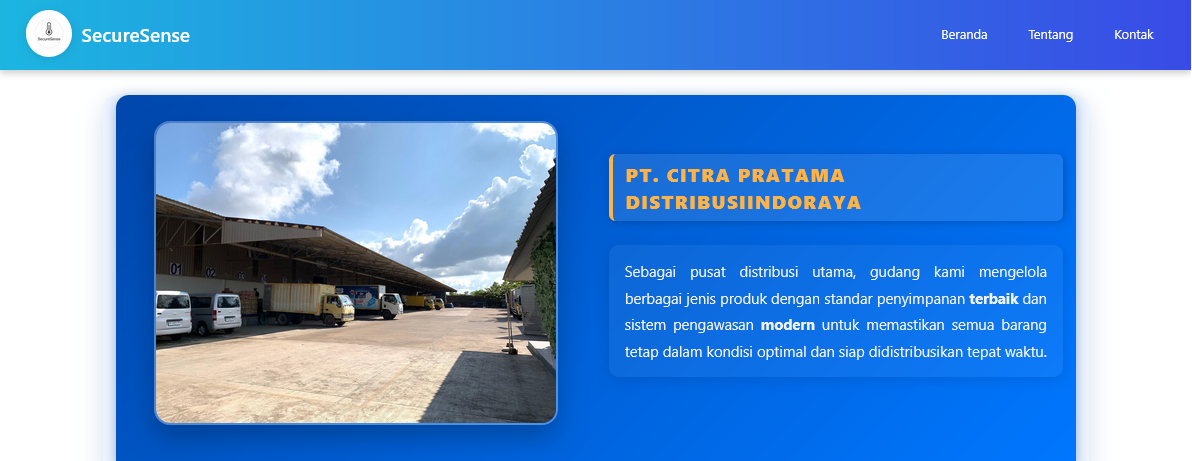 SecureSense
SecureSense
Beranda
Tentang
Kontak
01
02
PT. CITRA PRATAMA
DISTRIBUSIINDORAYA
Sebagai pusat distribusi utama, gudang kami mengelola
berbagai jenis produk dengan standar penyimpanan terbaik dan
sistem pengawasan modern untuk memastikan semua barang
tetap dalam kondisi optimal dan siap didistribusikan tepat waktu.